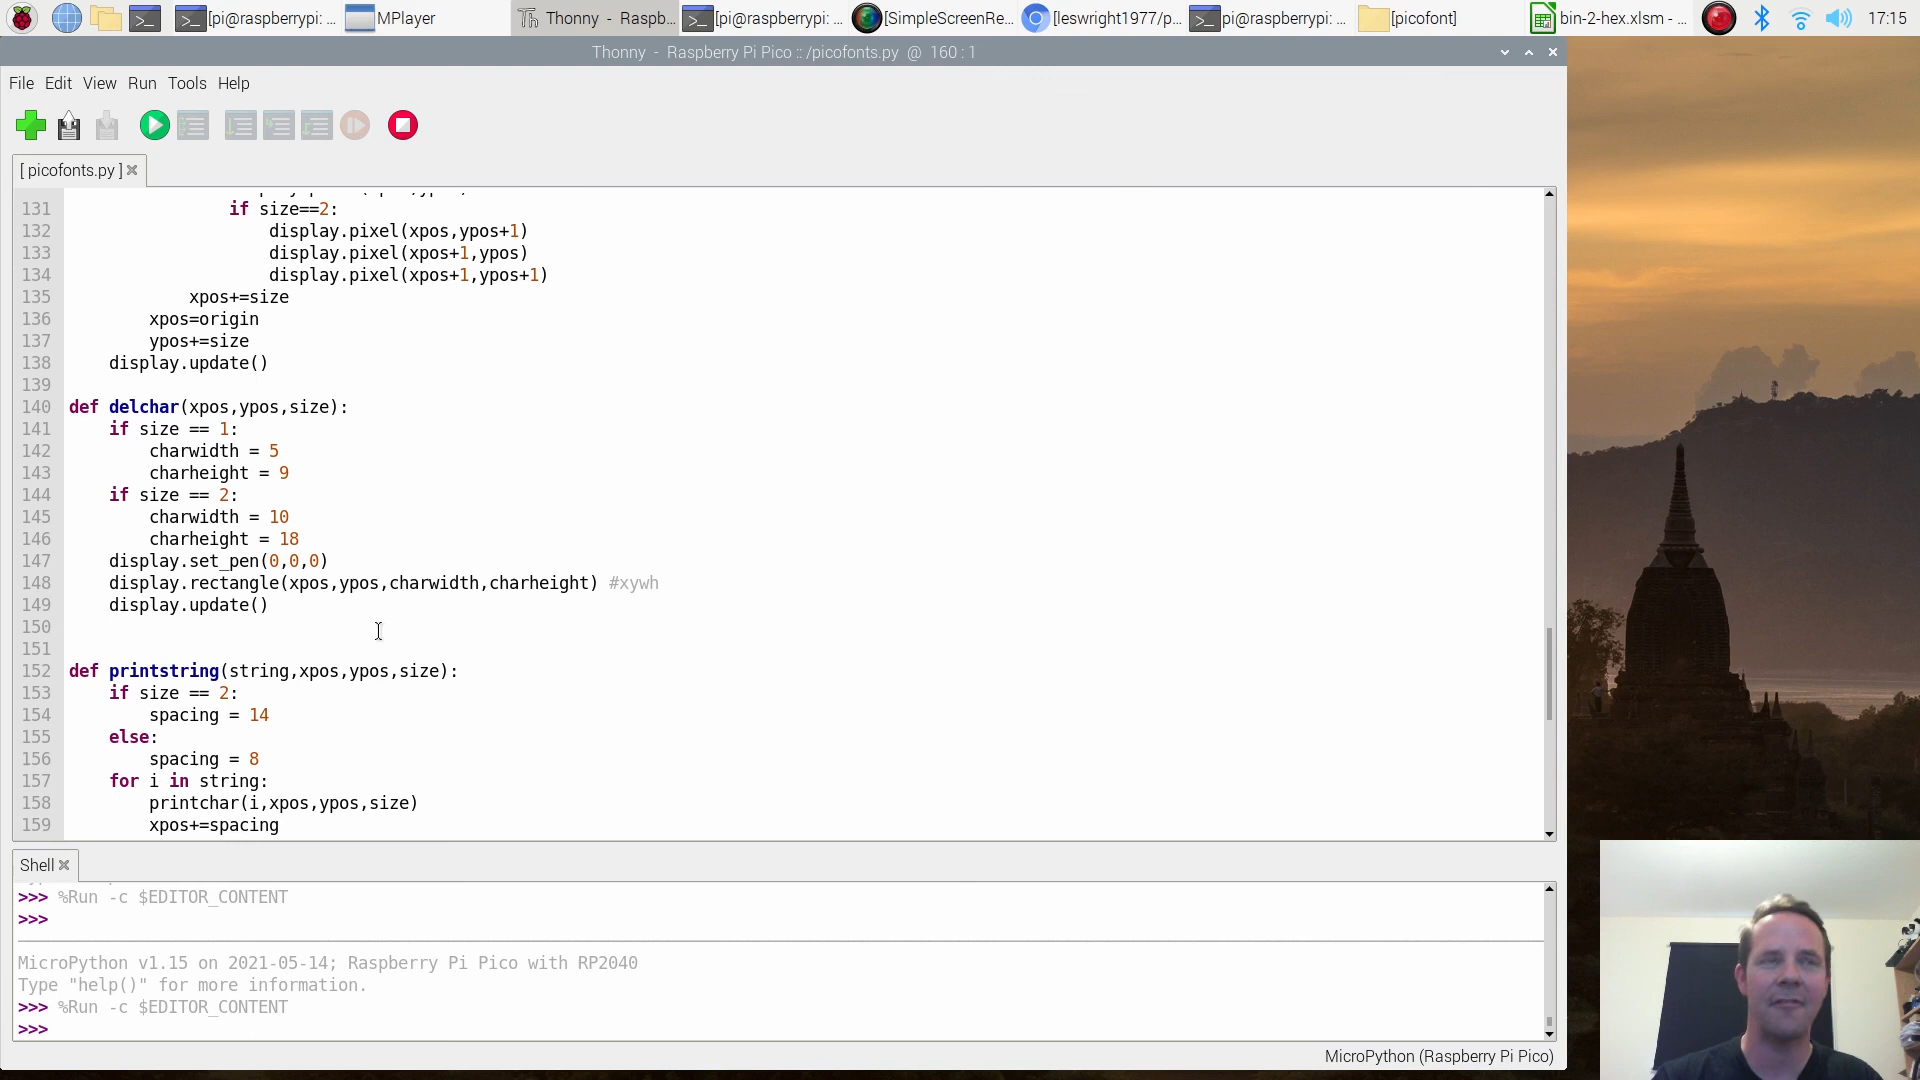 [pi@raspberrypi: ...
MPlayer
Thonny - Raspb...
[pi@raspberrypi: ...
[SimpleScreenRe...
[leswright1977/p...
pi@raspberrypi: ...
[picofont]
bin-2-hex.xlsm - ...
17:15
Thonny - Raspberry Pi Pico :: /picofonts.py @ 160 : 1
File Edit View Run Tools Help
[ picofonts.py ]
131 if size==2:
132 display.pixel(xpos,ypos+1)
133 display.pixel(xpos+1,ypos)
134 display.pixel(xpos+1,ypos+1)
135 xpos+=size
136 xpos=origin
137 ypos+=size
138 display.update()
139
140 def delchar(xpos,ypos,size):
141 if size == 1:
142 charwidth = 5
143 charheight = 9
144 if size == 2:
145 charwidth = 10
146 charheight = 18
147 display.set_pen(0,0,0)
148 display.rectangle(xpos,ypos,charwidth,charheight) #xywh
149 display.update()
150
151
152 def printstring(string,xpos,ypos,size):
153 if size == 2:
154 spacing = 14
155 else:
156 spacing = 8
157 for i in string:
158 printchar(i,xpos,ypos,size)
159 xpos+=spacing
Shell
>>> %Run -c $EDITOR_CONTENT
>>>
MicroPython v1.15 on 2021-05-14; Raspberry Pi Pico with RP2040
Type "help()" for more information.
>>> %Run -c $EDITOR_CONTENT
>>>
MicroPython (Raspberry Pi Pico)